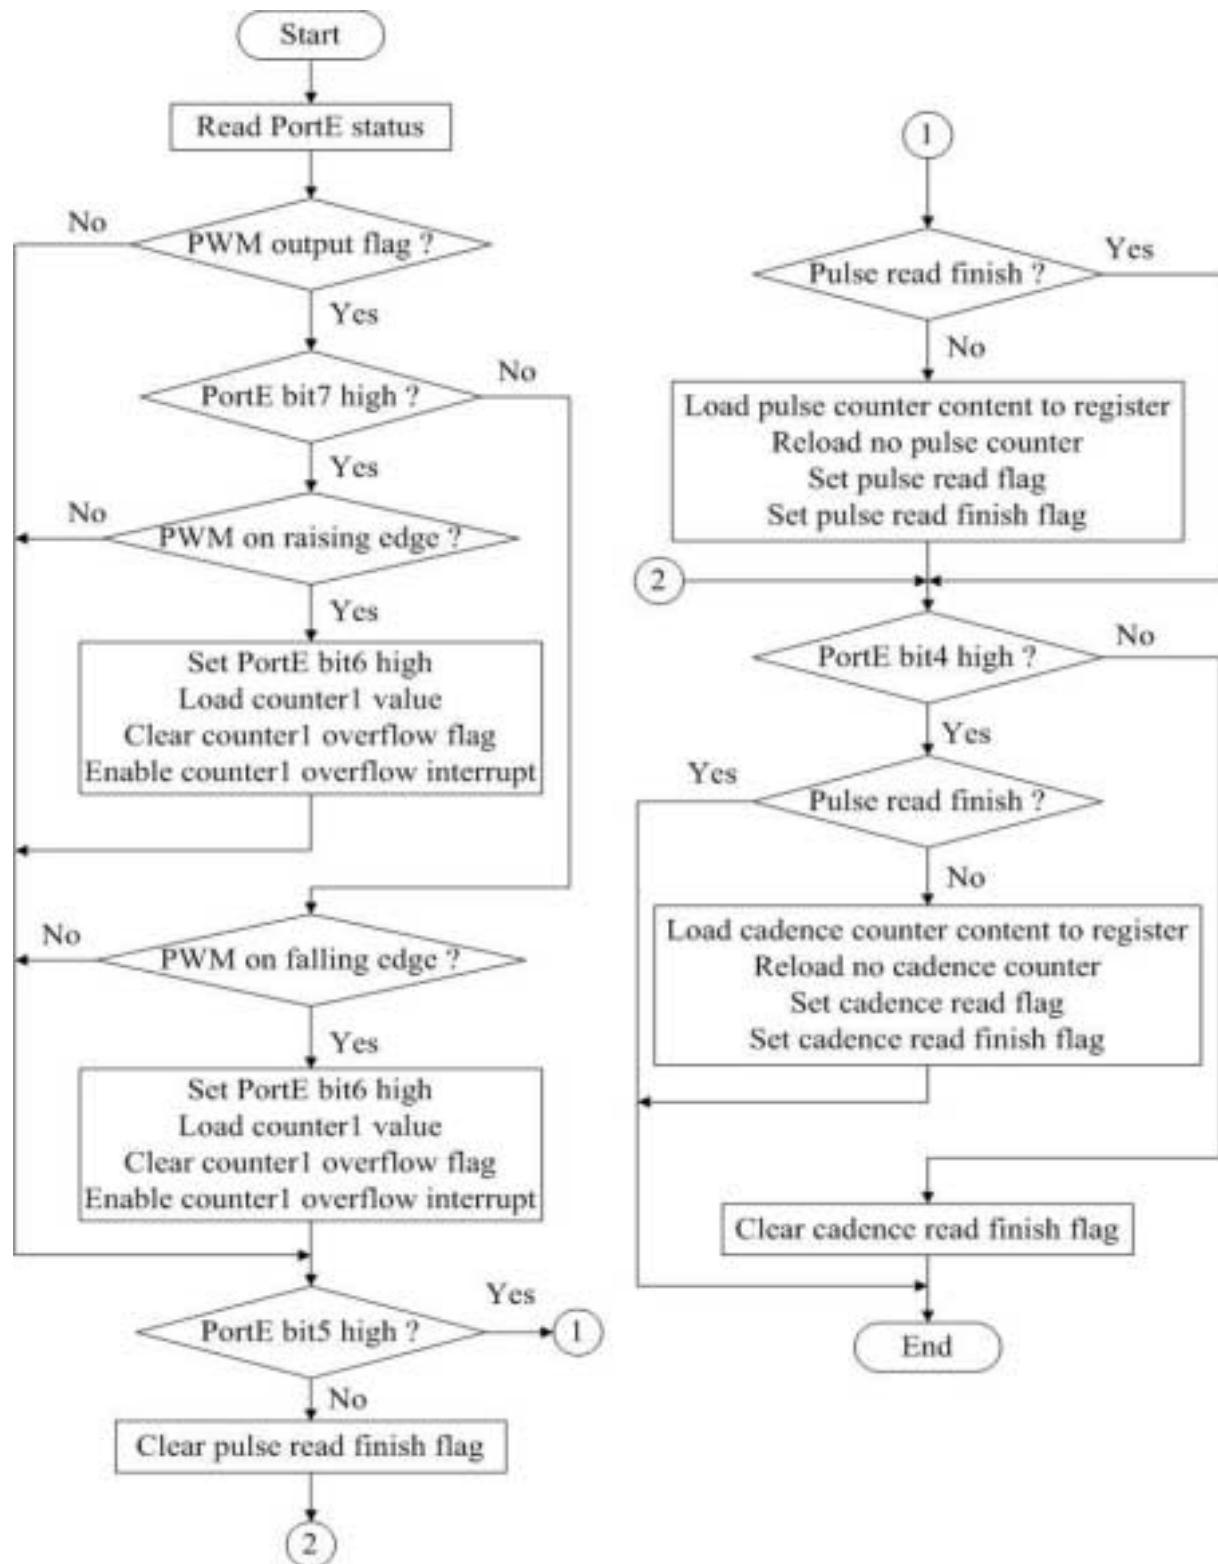 Start
Read PortE status
No
PWM output flag ?
Yes
PortE bit7 high ?
No
Yes
No
PWM on raising edge ?
Yes
Set PortE bit6 high
Load counter1 value
Clear counter1 overflow flag
Enable counter1 overflow interrupt
No
PWM on falling edge ?
Yes
Set PortE bit6 high
Load counter1 value
Clear counter1 overflow flag
Enable counter1 overflow interrupt
PortE bit5 high ?
Yes
1
No
Clear pulse read finish flag
2
1
Pulse read finish ?
Yes
No
Load pulse counter content to register
Reload no pulse counter
Set pulse read flag
Set pulse read finish flag
2
PortE bit4 high ?
No
Yes
Yes
Pulse read finish ?
No
Load cadence counter content to register
Reload no cadence counter
Set cadence read flag
Set cadence read finish flag
Clear cadence read finish flag
End